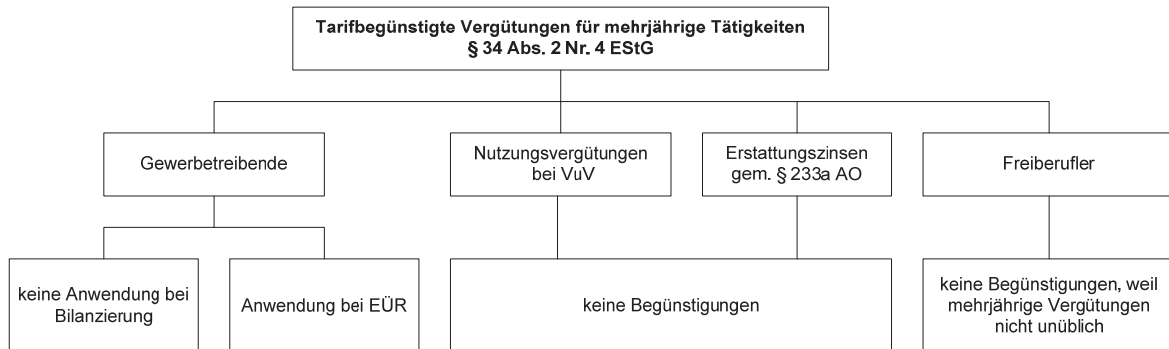 Tarifbegünstigte Vergütungen für mehrjährige Tätigkeiten
§ 34 Abs. 2 Nr. 4 EStG
Gewerbetreibende
Nutzungsvergütungen
bei VuV
Erstattungszinsen
gem. § 233a AO
Freiberufler
keine Anwendung bei
Bilanzierung
Anwendung bei EÜR
keine Begünstigungen
keine Begünstigungen, weil
mehrjährige Vergütungen
nicht unüblich